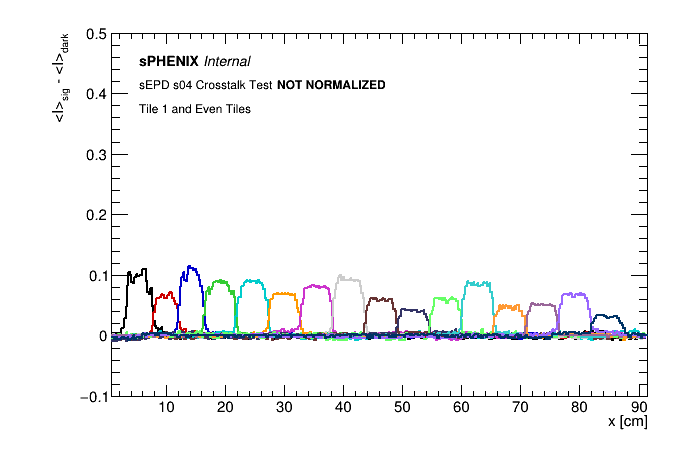 0.5
sPHENIX Internal
<I>sig - <I>dark
sEPD s04 Crosstalk Test NOT NORMALIZED
0.4
Tile 1 and Even Tiles
0.3
0.2
0.1
0
−0.1
10 20 30 40 50 60 70 80 90
x [cm]